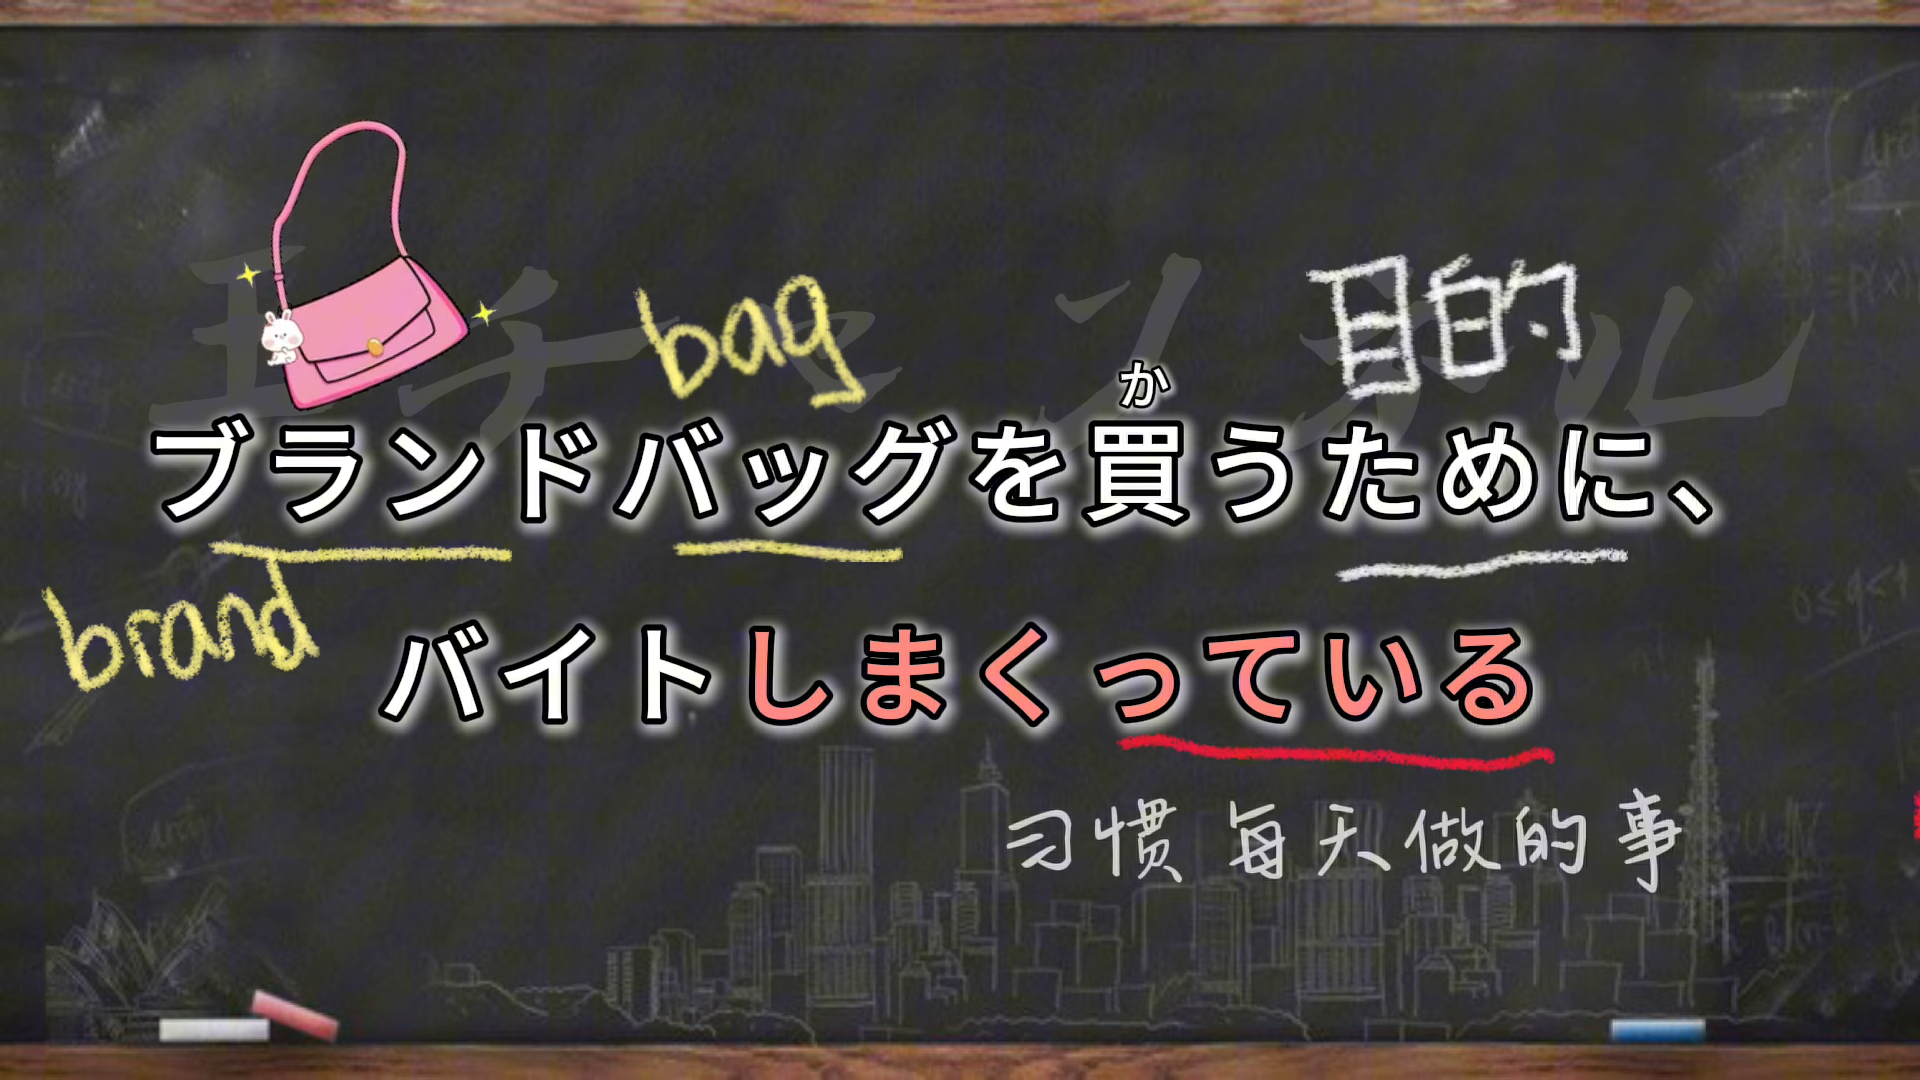 bag
目的
か
ブランドバッグを買うために、
brand
バイトしまくっている
习惯 每天做的事